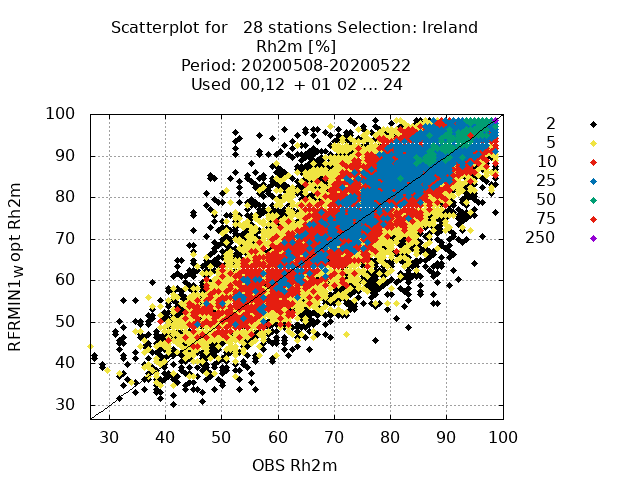 Scatterplot for 28 stations Selection: Ireland
Rh2m [%]
Period: 20200508-20200522
Used 00,12 + 01 02 ... 24
100
90
80
70
60
50
40
30
30 40 50 60 70 80 90 100
RFRMIN1_W opt Rh2m
OBS Rh2m
2
5
10
25
50
75
250